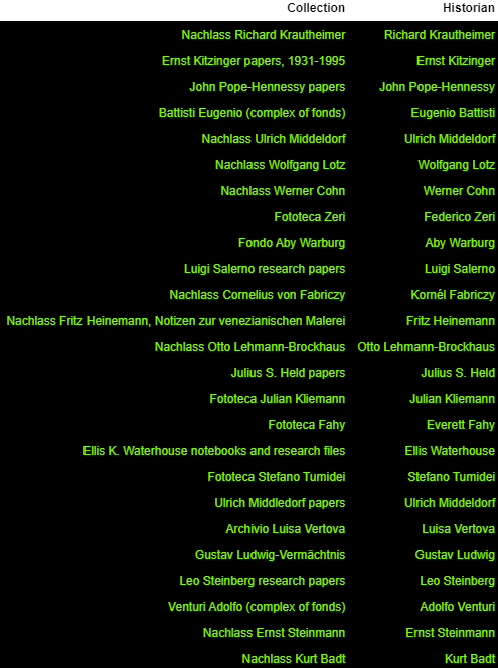 Collection Historian
Nachlass Richard Krautheimer Richard Krautheimer
Ernst Kitzinger papers, 1931-1995 Ernst Kitzinger
John Pope-Hennessy papers John Pope-Hennessy
Battisti Eugenio (complex of fonds) Eugenio Battisti
Nachlass Ulrich Middeldorf Ulrich Middeldorf
Nachlass Wolfgang Lotz Wolfgang Lotz
Nachlass Werner Cohn Werner Cohn
Fototeca Zeri Federico Zeri
Fondo Aby Warburg Aby Warburg
Luigi Salerno research papers Luigi Salerno
Nachlass Cornelius von Fabriczy Kornél Fabriczy
Nachlass Fritz Heinemann, Notizen zur venezianischen Malerei Fritz Heinemann
Nachlass Otto Lehmann-Brockhaus Otto Lehmann-Brockhaus
Julius S. Held papers Julius S. Held
Fototeca Julian Kliemann Julian Kliemann
Fototeca Fahy Everett Fahy
Ellis K. Waterhouse notebooks and research files Ellis Waterhouse
Fototeca Stefano Tumidei Stefano Tumidei
Ulrich Middledorf papers Ulrich Middeldorf
Archivio Luisa Vertova Luisa Vertova
Gustav Ludwig-Vermächtnis Gustav Ludwig
Leo Steinberg research papers Leo Steinberg
Venturi Adolfo (complex of fonds) Adolfo Venturi
Nachlass Ernst Steinmann Ernst Steinmann
Nachlass Kurt Badt Kurt Badt